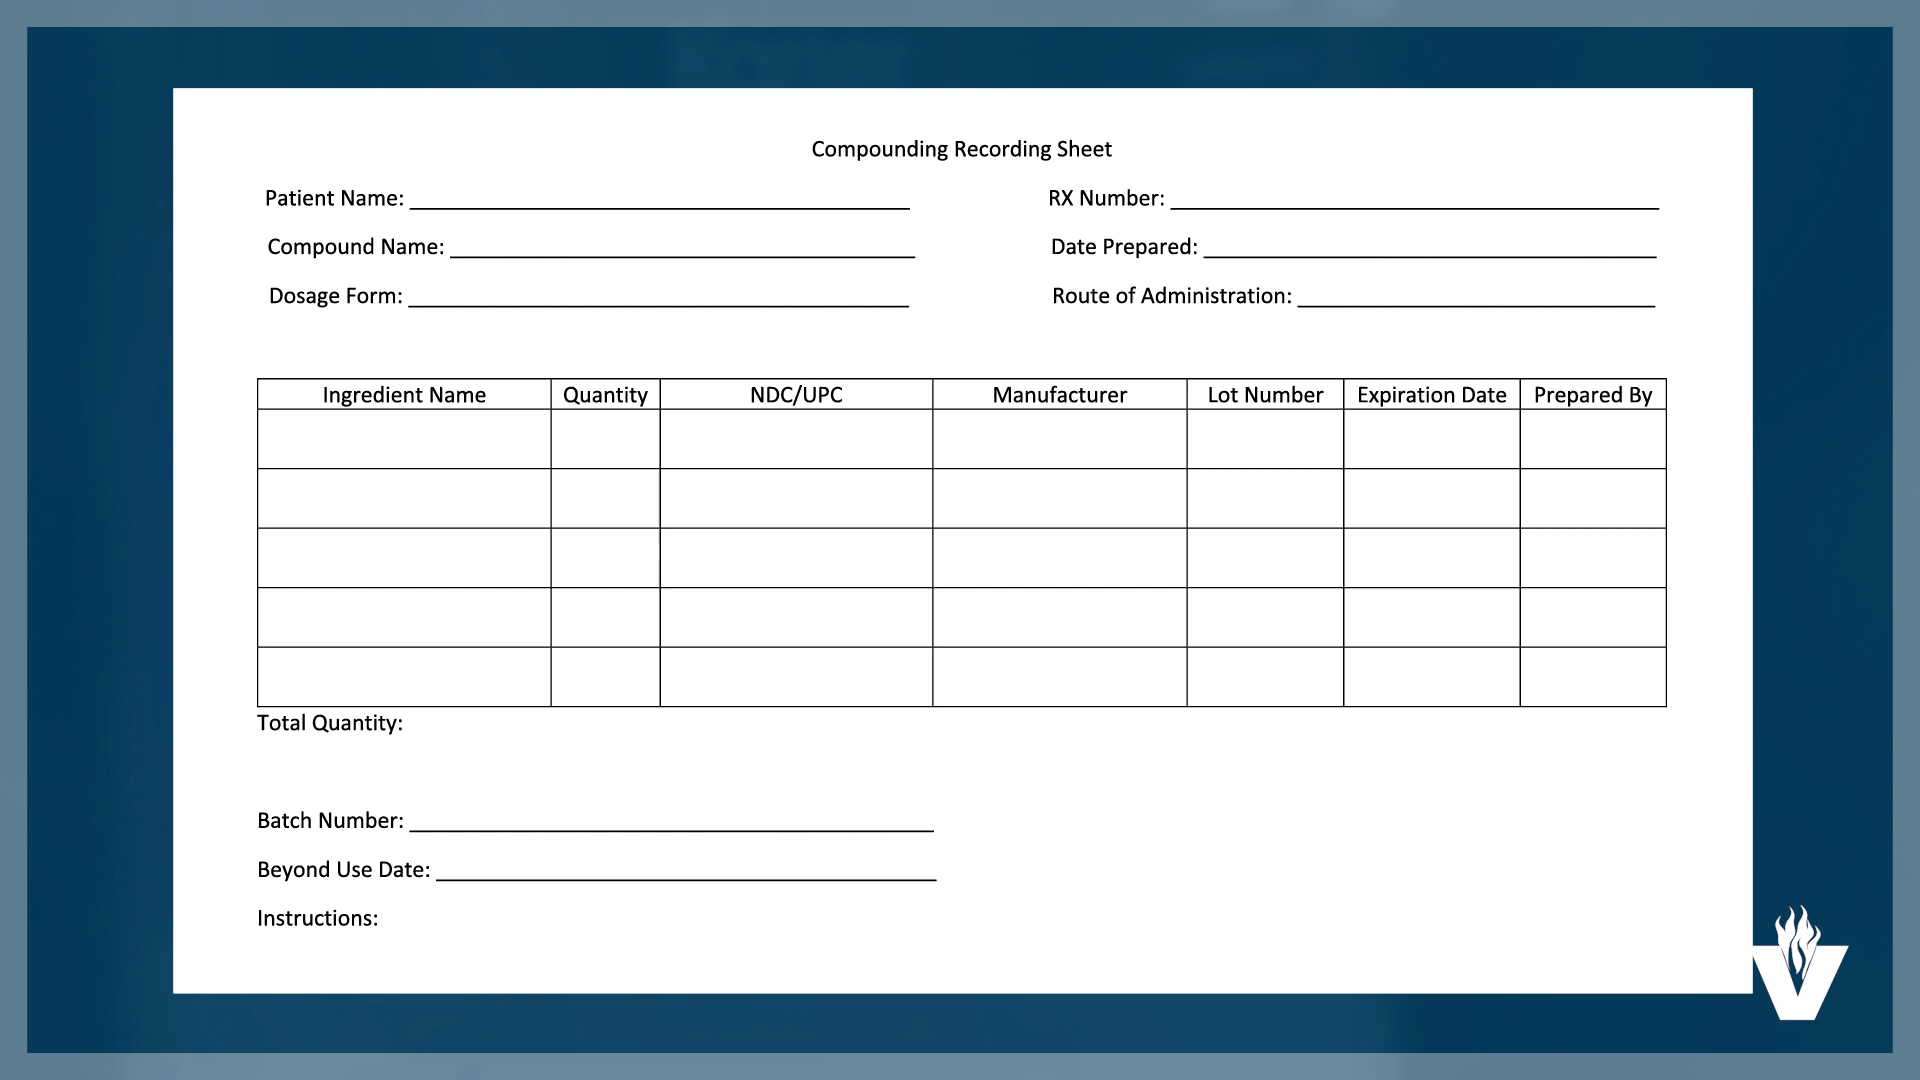 Compounding Recording Sheet
Patient Name: RX Number:
Compound Name: Date Prepared:
Dosage Form: Route of Administration:
Ingredient Name Quantity NDC/UPC Manufacturer Lot Number Expiration Date Prepared By
Total Quantity:
Batch Number:
Beyond Use Date:
Instructions:
V